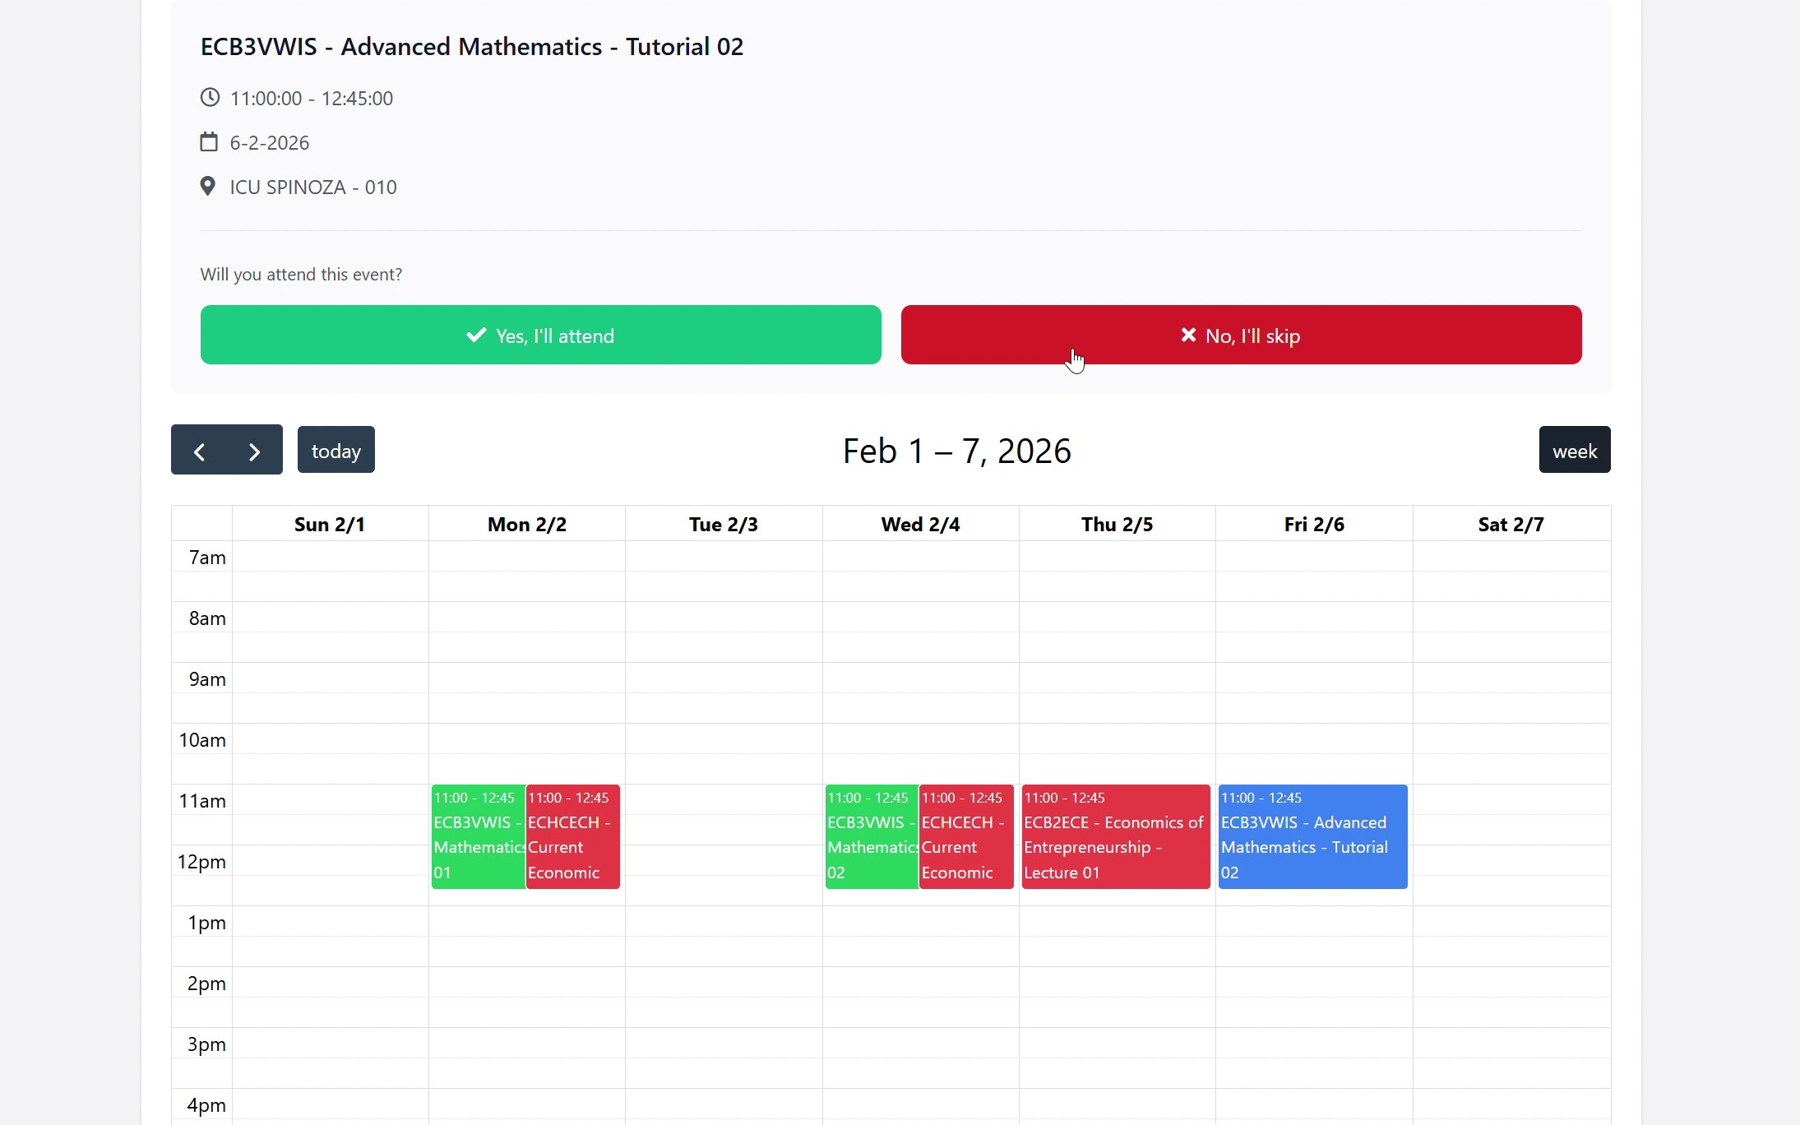 ECB3VWIS - Advanced Mathematics - Tutorial 02
11:00:00 - 12:45:00
6-2-2026
ICU SPINOZA - 010
Will you attend this event?
Yes, I'll attend
No, I'll skip
today
Feb 1 – 7, 2026
week
Sun 2/1
Mon 2/2
Tue 2/3
Wed 2/4
Thu 2/5
Fri 2/6
Sat 2/7
7am
8am
9am
10am
11am
12pm
1pm
2pm
3pm
4pm
11:00 - 12:45
ECB3VWIS -
Mathematics
01
11:00 - 12:45
ECHCECH -
Current
Economic
11:00 - 12:45
ECB3VWIS -
Mathematics
02
11:00 - 12:45
ECHCECH -
Current
Economic
11:00 - 12:45
ECB2ECE - Economics of
Entrepreneurship -
Lecture 01
11:00 - 12:45
ECB3VWIS - Advanced
Mathematics - Tutorial
02